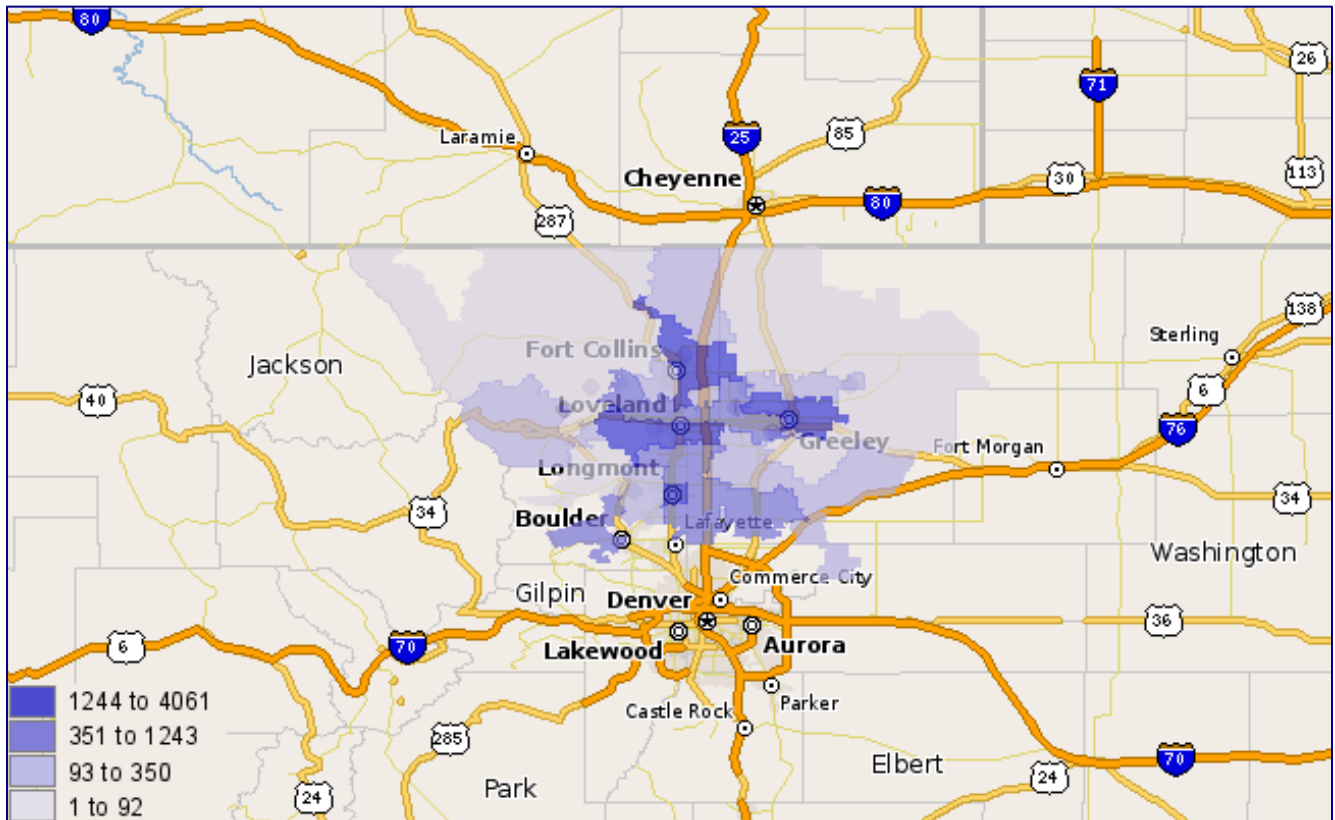 80
26
71
25
85
Laramie
113
30
Cheyenne
80
287
138
Sterling
Fort Collins
Jackson
6
40
Loveland
76
Greeley
Fort Morgan
Longmont
34
34
Boulder
Lafayette
Washington
Commerce City
Gilpin
Denver
36
70
6
Lakewood
Aurora
1244 to 4061
Parker
Castle Rock
351 to 1243
285
70
93 to 350
Elbert
24
Park
24
1 to 92